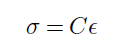 σ = Cϵ